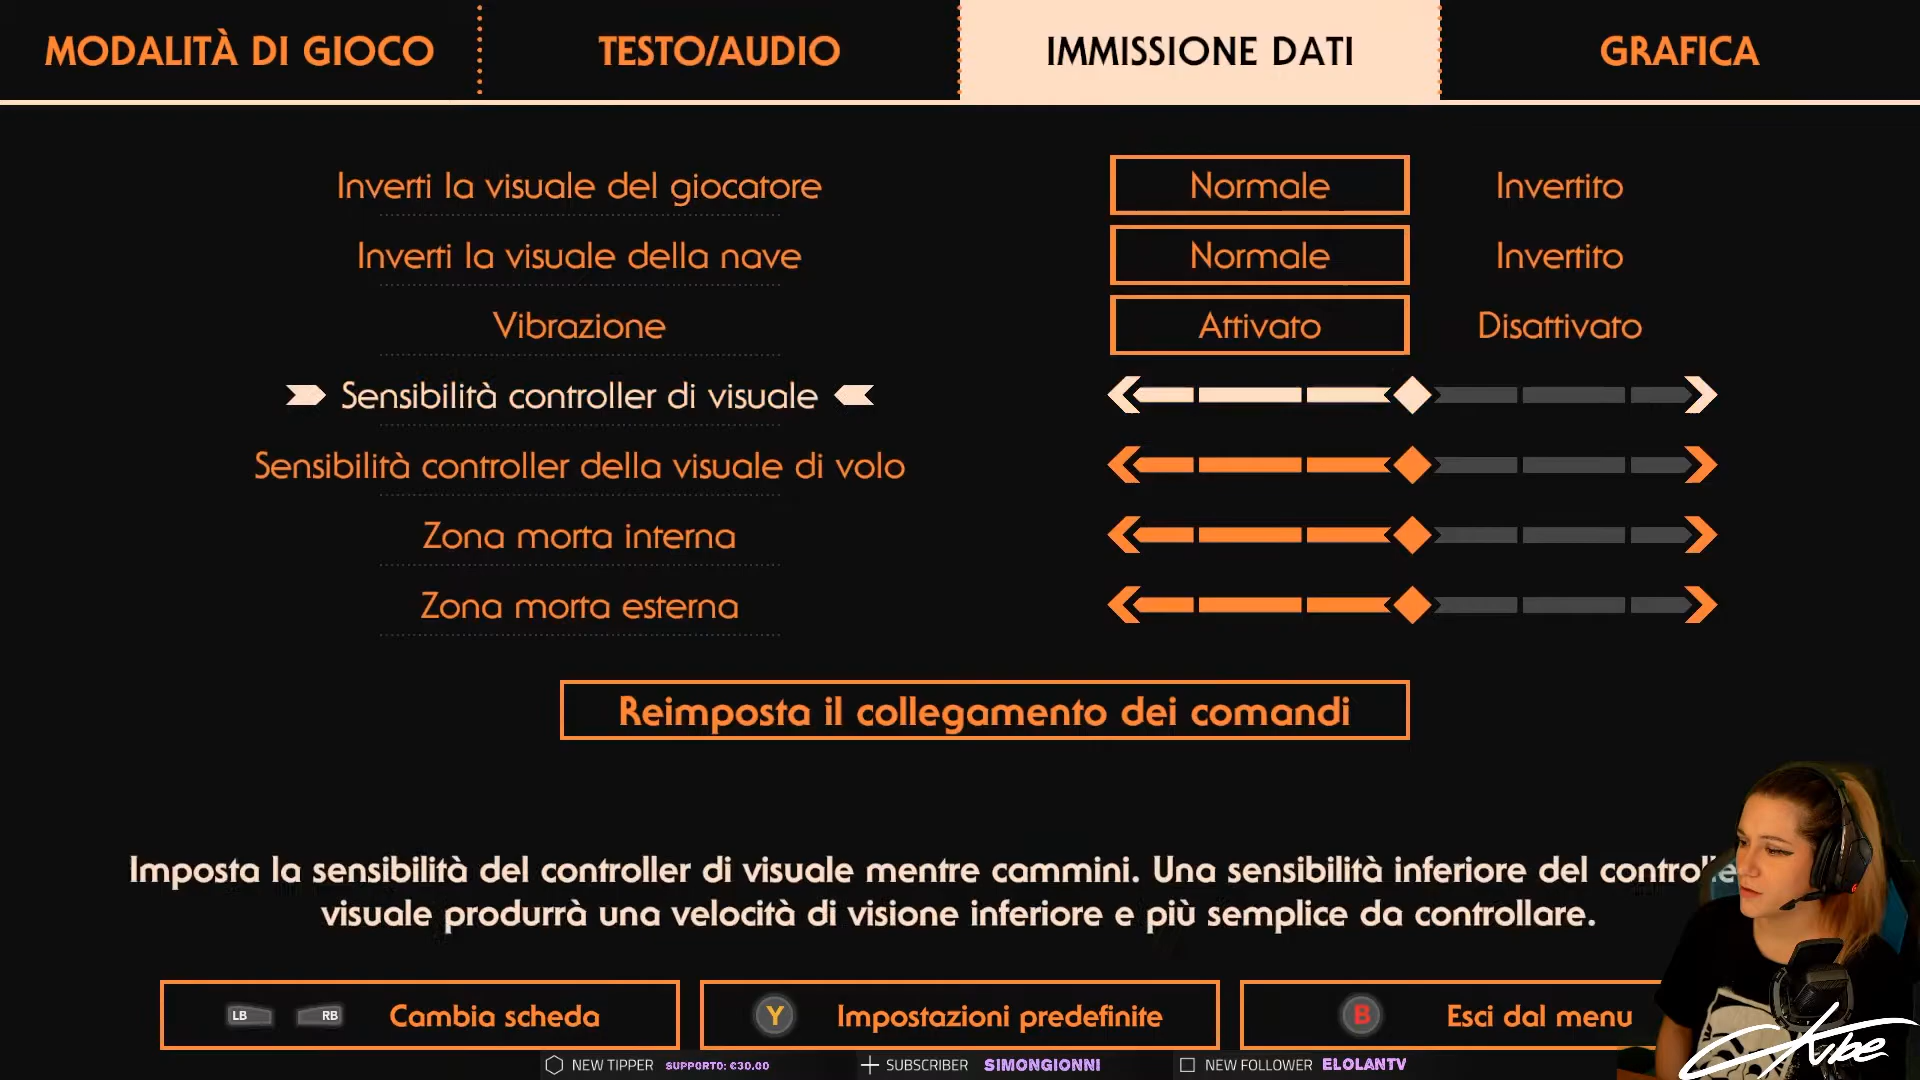 MODALITÀ DI GIOCO
TESTO/AUDIO
IMMISSIONE DATI
GRAFICA
Inverti la visuale del giocatore
Normale
Invertito
Inverti la visuale della nave
Normale
Invertito
Vibrazione
Attivato
Disattivato
Sensibilità controller di visuale
Sensibilità controller della visuale di volo
Zona morta interna
Zona morta esterna
Reimposta il collegamento dei comandi
Imposta la sensibilità del controller di visuale mentre cammini. Una sensibilità inferiore del controlle
visuale produrrà una velocità di visione inferiore e più semplice da controllare.
LB RB Cambia scheda
Y Impostazioni predefinite
B Esci dal menu
NEW TIPPER SUPPORTO: €30.00
SUBSCRIBER SIMONGIONNI
NEW FOLLOWER ELOLANTV